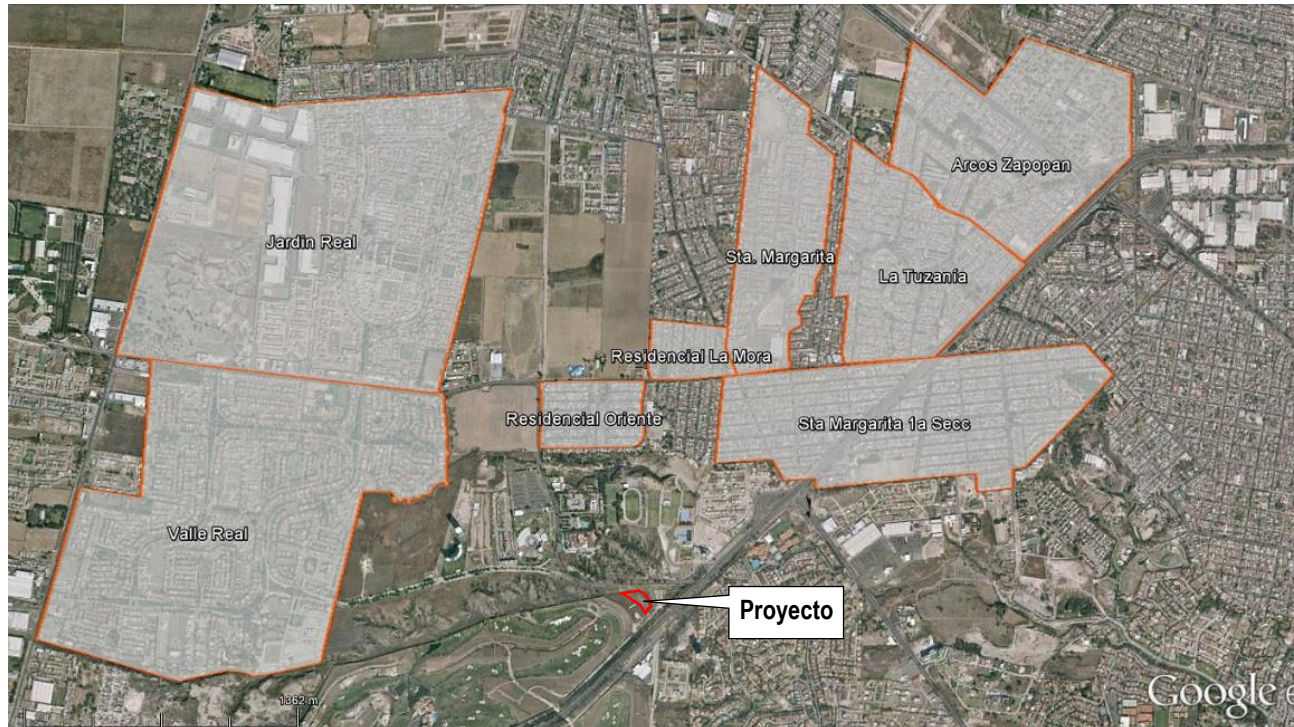 Arcos Zapopan
Jardin Real
Sta. Margarita
La Tuzanía
Residencial La Mora
Residencial Oriente
Sta Margarita 1a Secc
Valle Real
Proyecto
1362 m
Google e